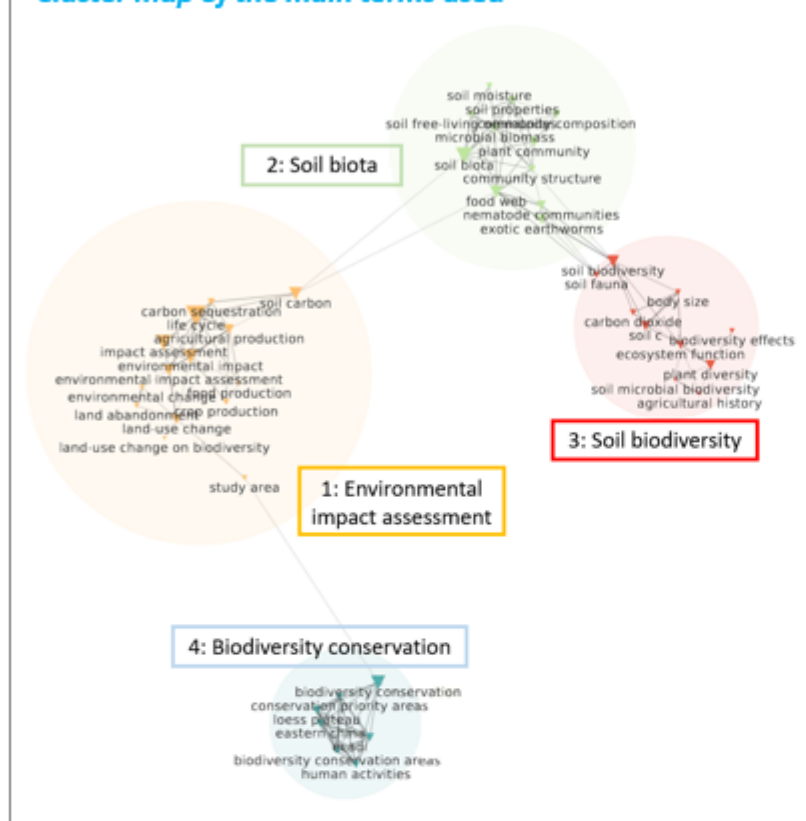 cluster map of the main terms used
soil moisture
soil properties
soil free-living nematodes composition
microbial biomass
plant community
2: Soil biota
soil biota
community structure
food web
nematode communities
exotic earthworms
soil biodiversity
soil fauna
body size
carbon dioxide
soil c
biodiversity effects
ecosystem function
plant diversity
soil microbial biodiversity
agricultural history
3: Soil biodiversity
soil carbon
carbon sequestration
life cycle
agricultural production
impact assessment
environmental impact
environmental impact assessment
food production
environmental change
crop production
land abandonment
land-use change
land-use change on biodiversity
study area
1: Environmental
impact assessment
4: Biodiversity conservation
biodiversity conservation
conservation priority areas
loess plateau
eastern china
biodiversity conservation areas
human activities